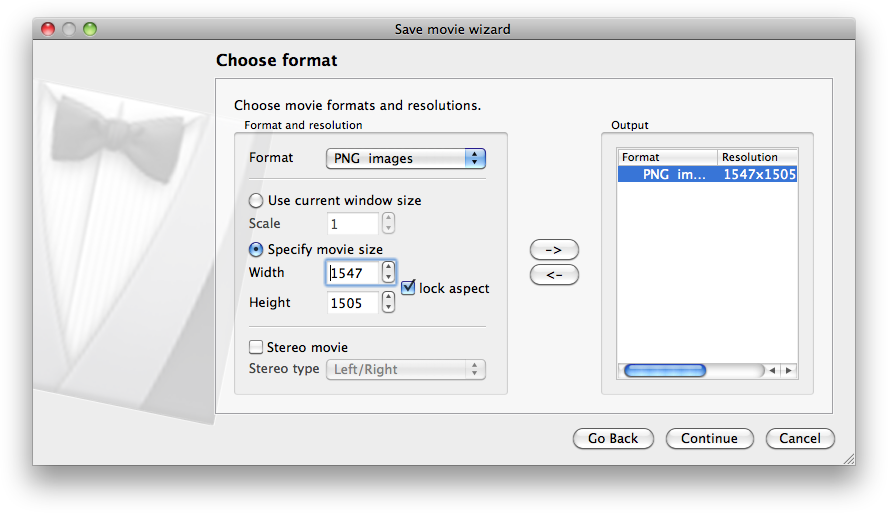 Save movie wizard
Choose format
Choose movie formats and resolutions.
Format and resolution
Format PNG images
Use current window size
Scale 1
Specify movie size
Width 1547
lock aspect
Height 1505
Stereo movie
Stereo type Left/Right
->
<-
Output
Format Resolution
PNG im... 1547x1505
Go Back Continue Cancel